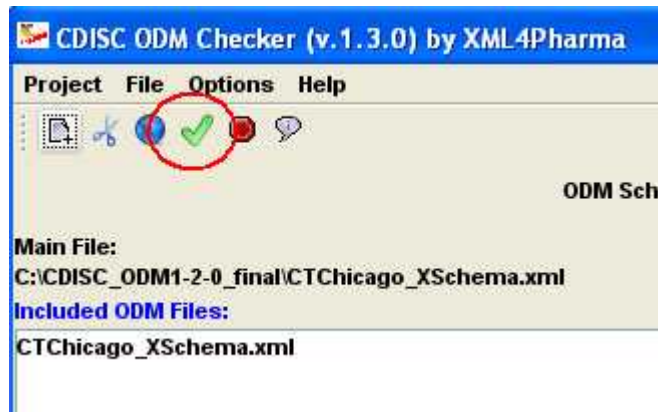 CDISC ODM Checker (v.1.3.0) by XML4Pharma
Project File Options Help
ODM Sch
Main File:
C:\CDISC_ODM1-2-0_final\CTChicago_XSchema.xml
Included ODM Files:
CTChicago_XSchema.xml